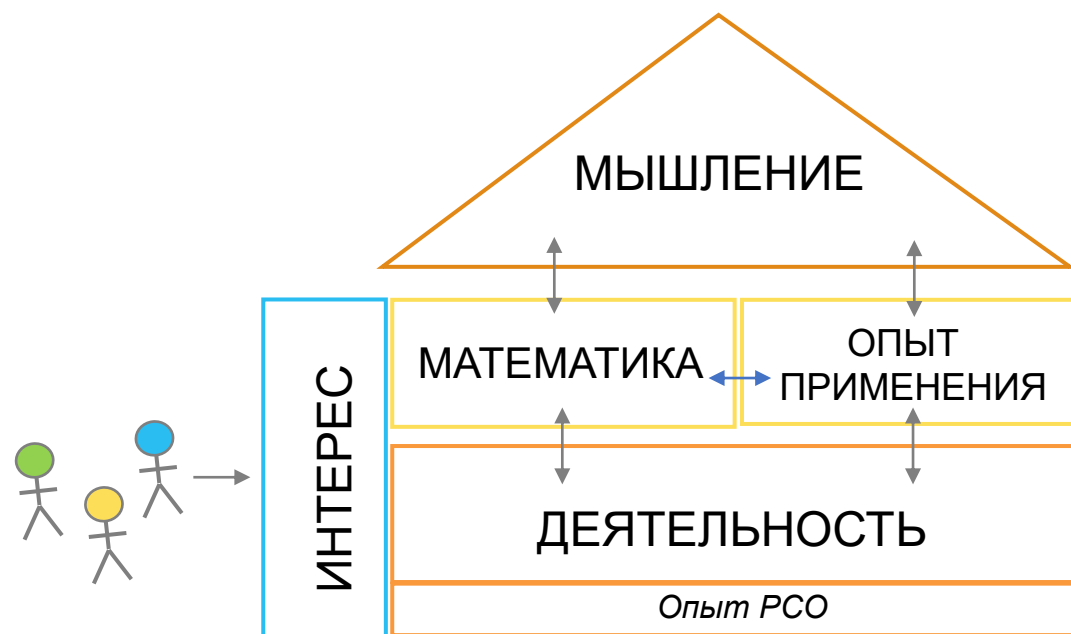 МЫШЛЕНИЕ
ИНТЕРЕС
МАТЕМАТИКА
ОПЫТ
ПРИМЕНЕНИЯ
ДЕЯТЕЛЬНОСТЬ
Опыт РСО